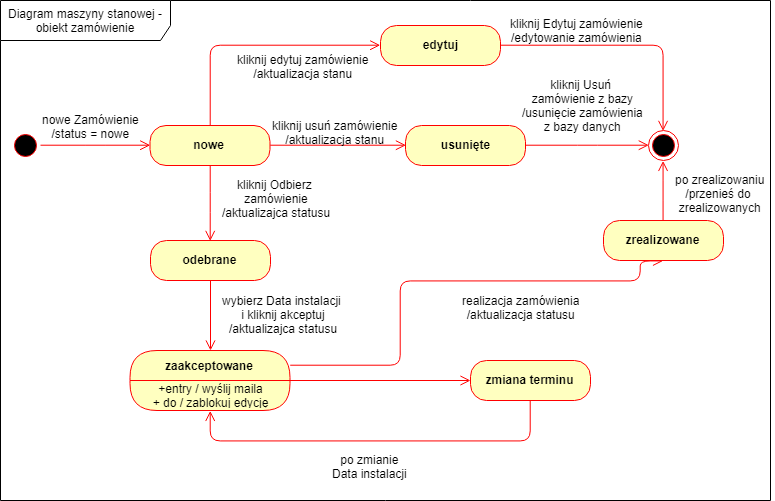 Diagram maszyny stanowej -
obiekt zamówienie
kliknij Edytuj zamówienie
/edytowanie zamówienia
edytuj
kliknij edytuj zamówienie
/aktualizacja stanu
kliknij Usuń
zamówienie z bazy
/usunięcie zamówienia
z bazy danych
nowe Zamówienie
/status = nowe
kliknij usuń zamówienie
/aktualizacja stanu
nowe
usunięte
kliknij Odbierz
zamówienie
/aktualizajca statusu
po zrealizowaniu
/przenieś do
zrealizowanych
zrealizowane
odebrane
wybierz Data instalacji
i kliknij akceptuj
/aktualizajca statusu
realizacja zamówienia
/aktualizacja statusu
zaakceptowane
+entry / wyślij maila
+ do / zablokuj edycję
zmiana terminu
po zmianie
Data instalacji